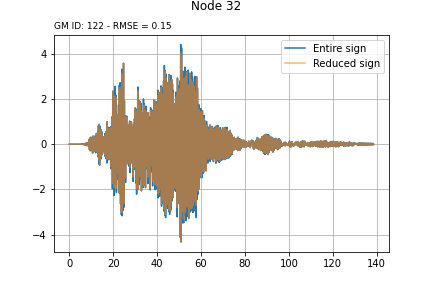 Node 32
GM ID: 122 - RMSE = 0.15
Entire sign
Reduced sign
4
2
0
−2
−4
0 20 40 60 80 100 120 140